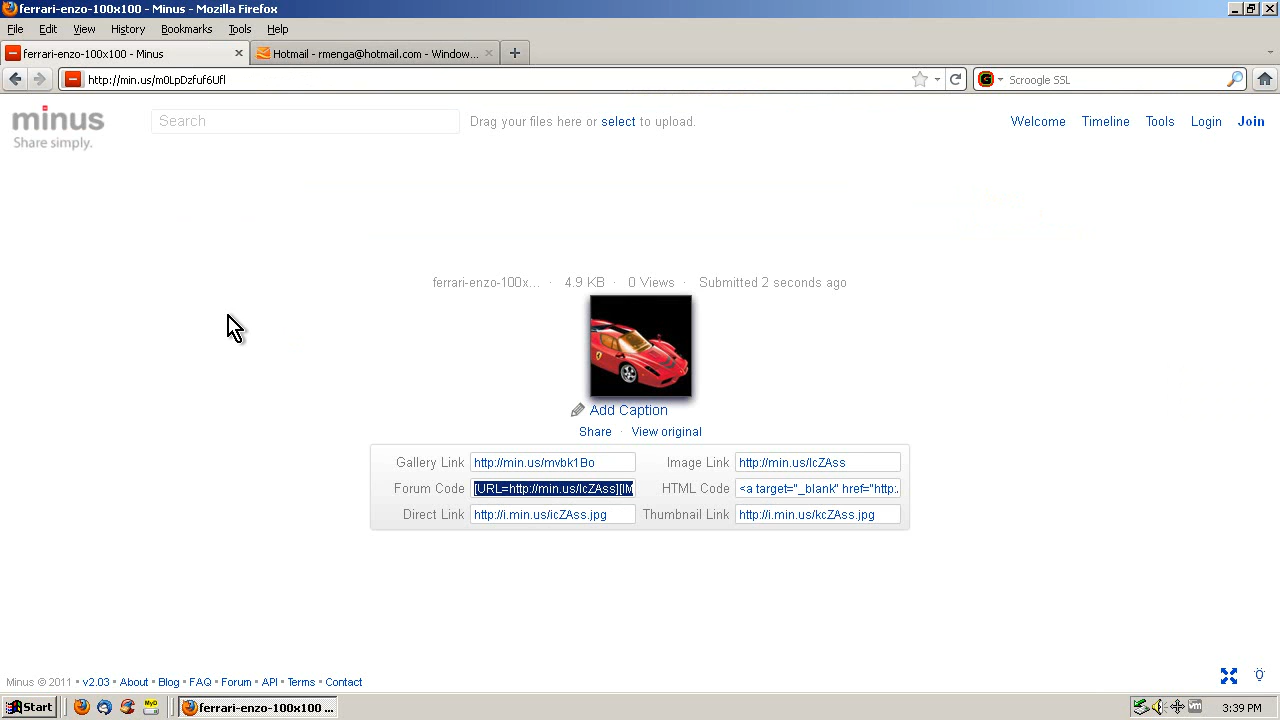 ferrari-enzo-100x100 - Minus - Mozilla Firefox
File Edit View History Bookmarks Tools Help
ferrari-enzo-100x100 - Minus
Hotmail - rmenga@hotmail.com - Window...
http://min.us/m0LpDzfuf6Ufl
Scroogle SSL
minus
Share simply.
Search
Drag your files here or select to upload.
Welcome Timeline Tools Login Join
ferrari-enzo-100x... · 4.9 KB · 0 Views · Submitted 2 seconds ago
Add Caption
Share · View original
Gallery Link http://min.us/mvbk1Bo Image Link http://min.us/lcZAss
Forum Code [URL=http://min.us/lcZAss][IM HTML Code <a target="_blank" href="http:
Direct Link http://i.min.us/icZAss.jpg Thumbnail Link http://i.min.us/kcZAss.jpg
Minus © 2011 • v2.03 • About • Blog • FAQ • Forum • API • Terms • Contact
Start
MyD
ferrari-enzo-100x100 ...
3:39 PM